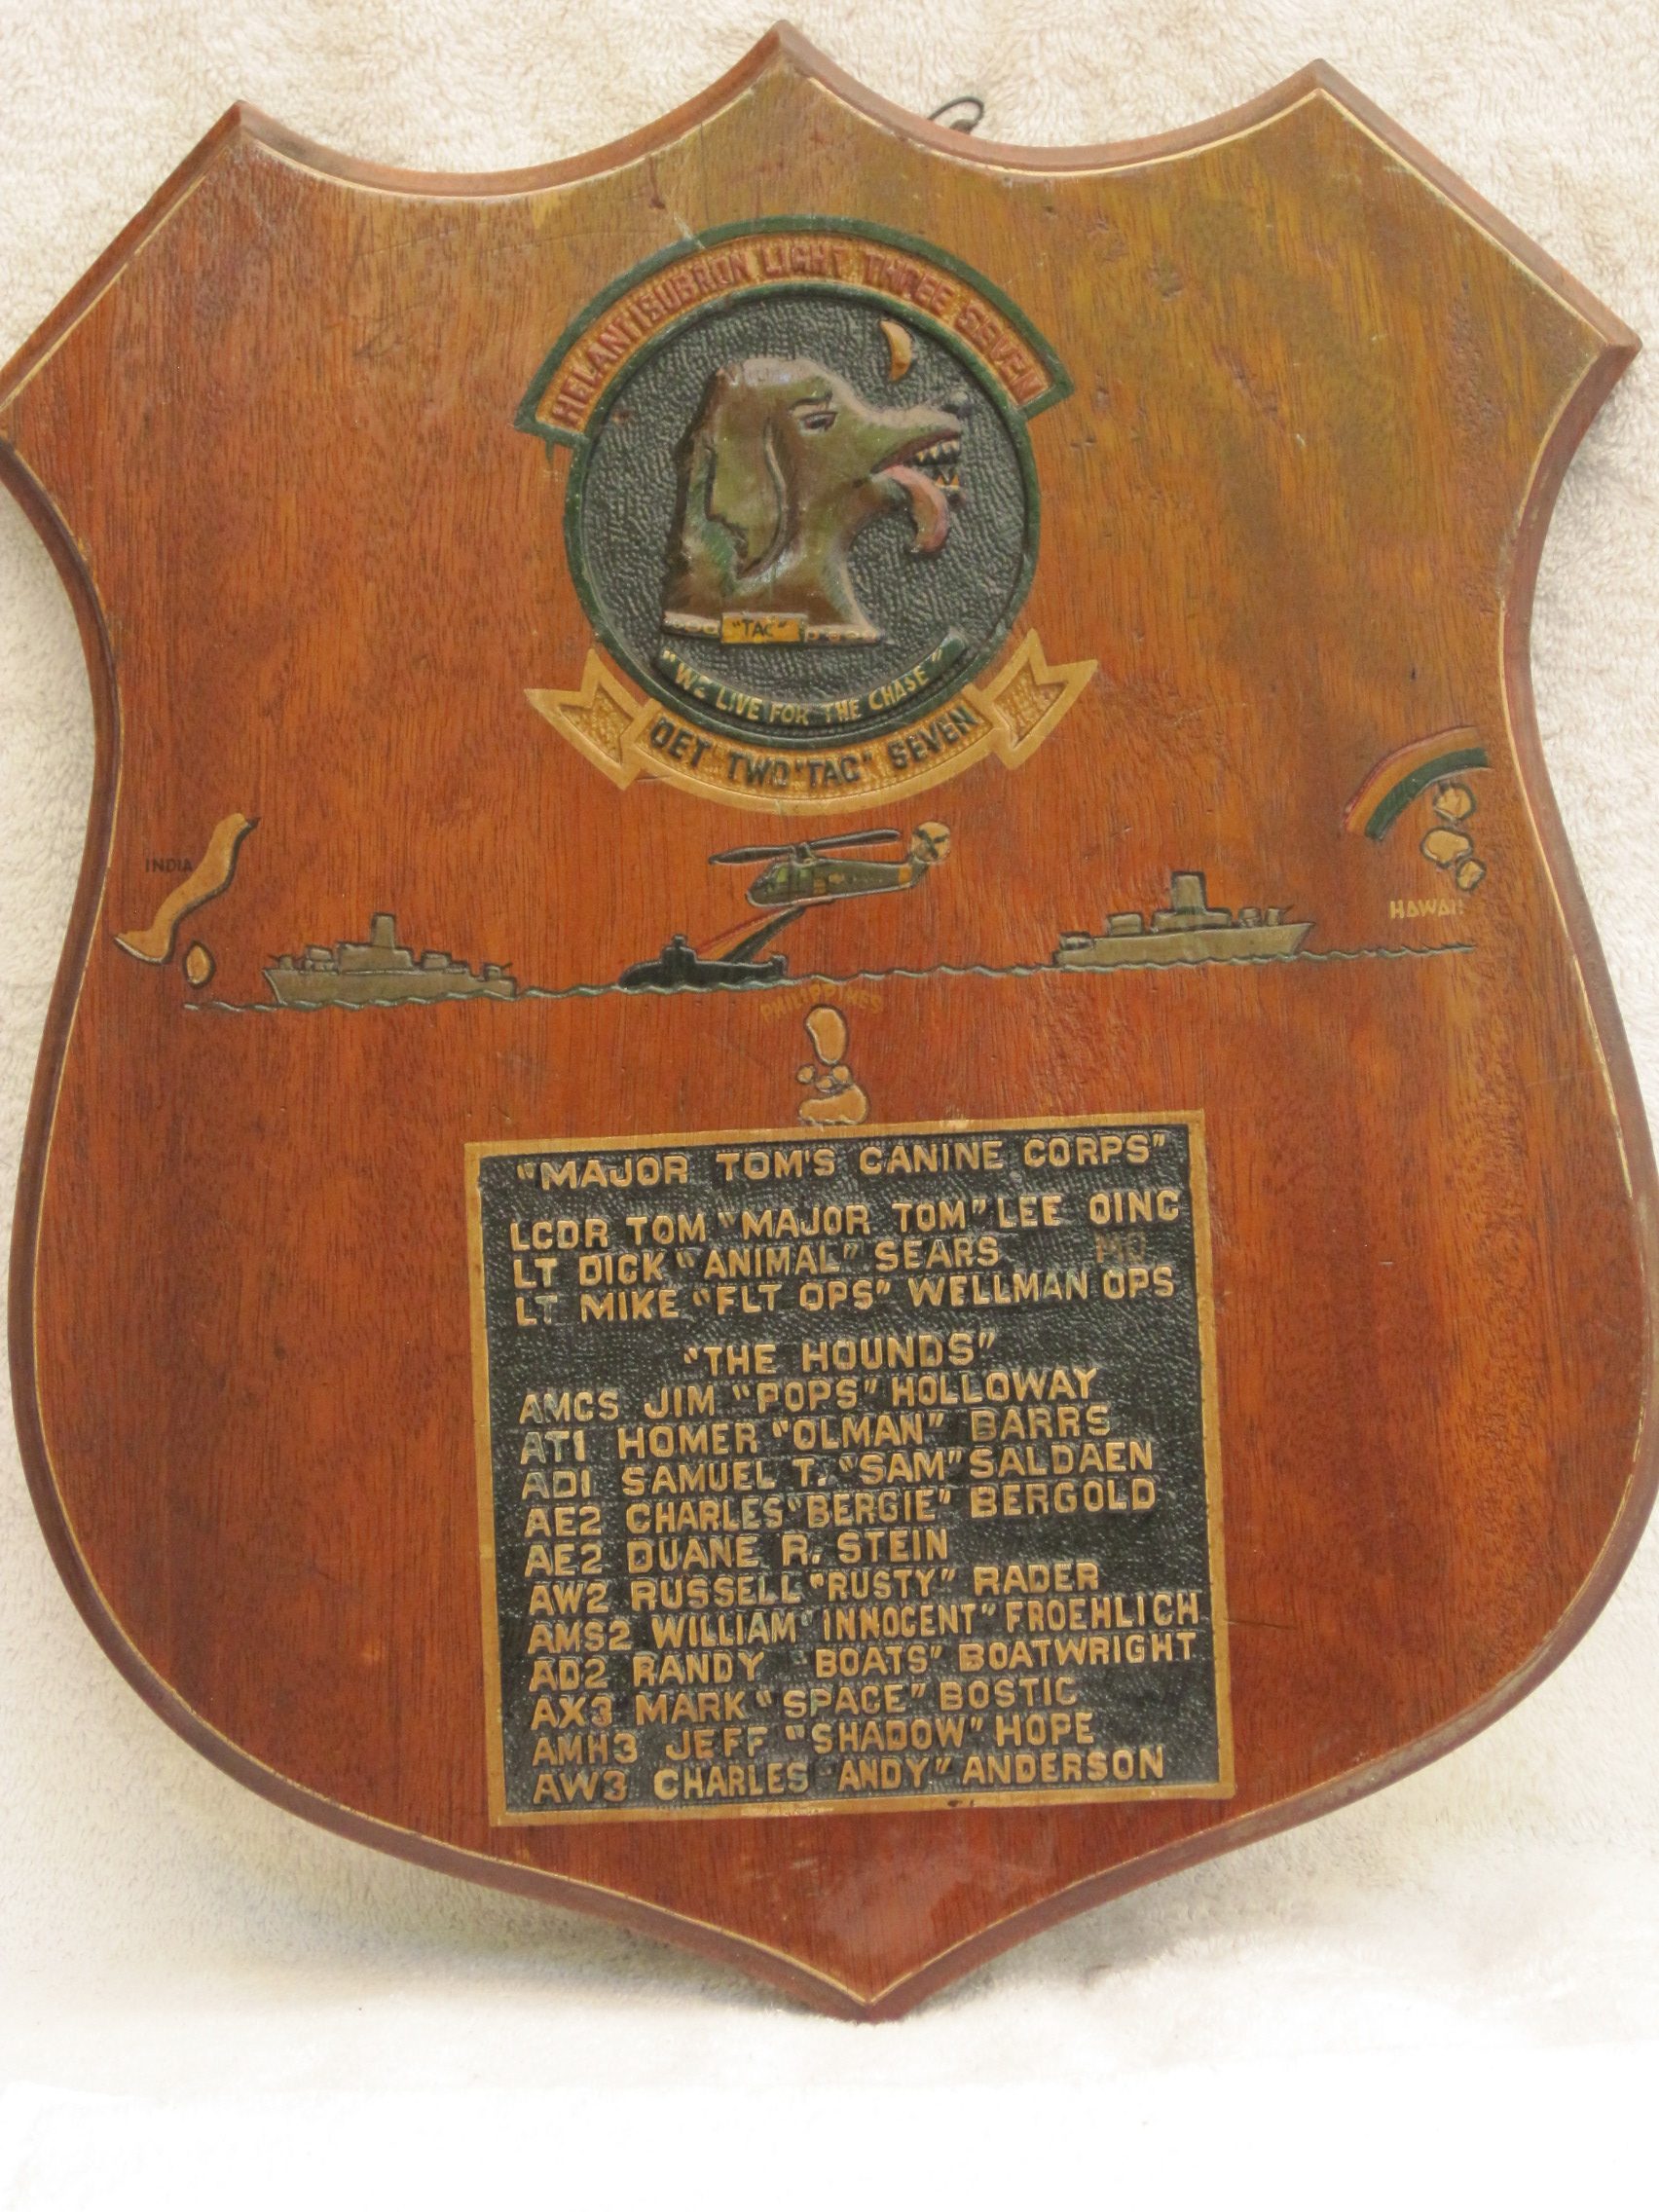 HELANTISUBRON LIGHT THREE SEVEN
"TAC"
"WE LIVE FOR THE CHASE"
DET TWO "TAC" SEVEN
INDIA
HAWAII
PHILIPPINES
"MAJOR TOM'S CANINE CORPS"
LCDR TOM "MAJOR TOM" LEE OINC
LT DICK "ANIMAL" SEARS MO
LT MIKE "FLT OPS" WELLMAN OPS
"THE HOUNDS"
AMCS JIM "POPS" HOLLOWAY
AT1 HOMER "OLMAN" BARRS
AD1 SAMUEL T. "SAM" SALDAEN
AE2 CHARLES "BERGIE" BERGOLD
AE2 DUANE R. STEIN
AW2 RUSSELL "RUSTY" RADER
AMS2 WILLIAM "INNOCENT" FROEHLICH
AD2 RANDY "BOATS" BOATWRIGHT
AX3 MARK "SPACE" BOSTIC
AMH3 JEFF "SHADOW" HOPE
AW3 CHARLES "ANDY" ANDERSON